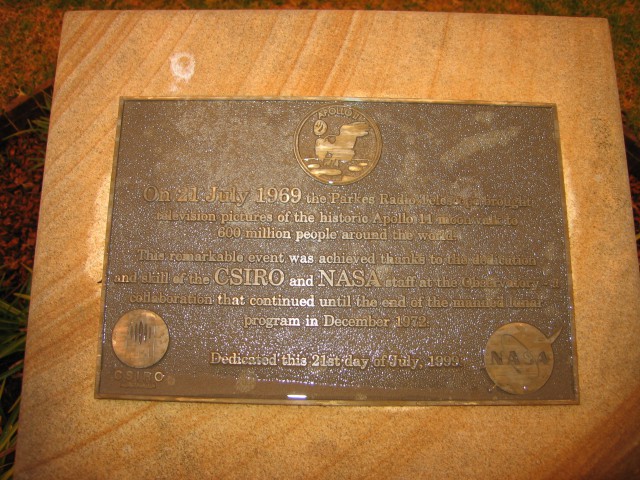 APOLLO 11
On 21 July 1969 the Parkes Radio Telescope brought
television pictures of the historic Apollo 11 moon walk to
600 million people around the world.
This remarkable event was achieved thanks to the dedication
and skill of the CSIRO and NASA staff at the Observatory - a
collaboration that continued until the end of the manned lunar
program in December 1972.
Dedicated this 21st day of July, 1999
CSIRO
NASA